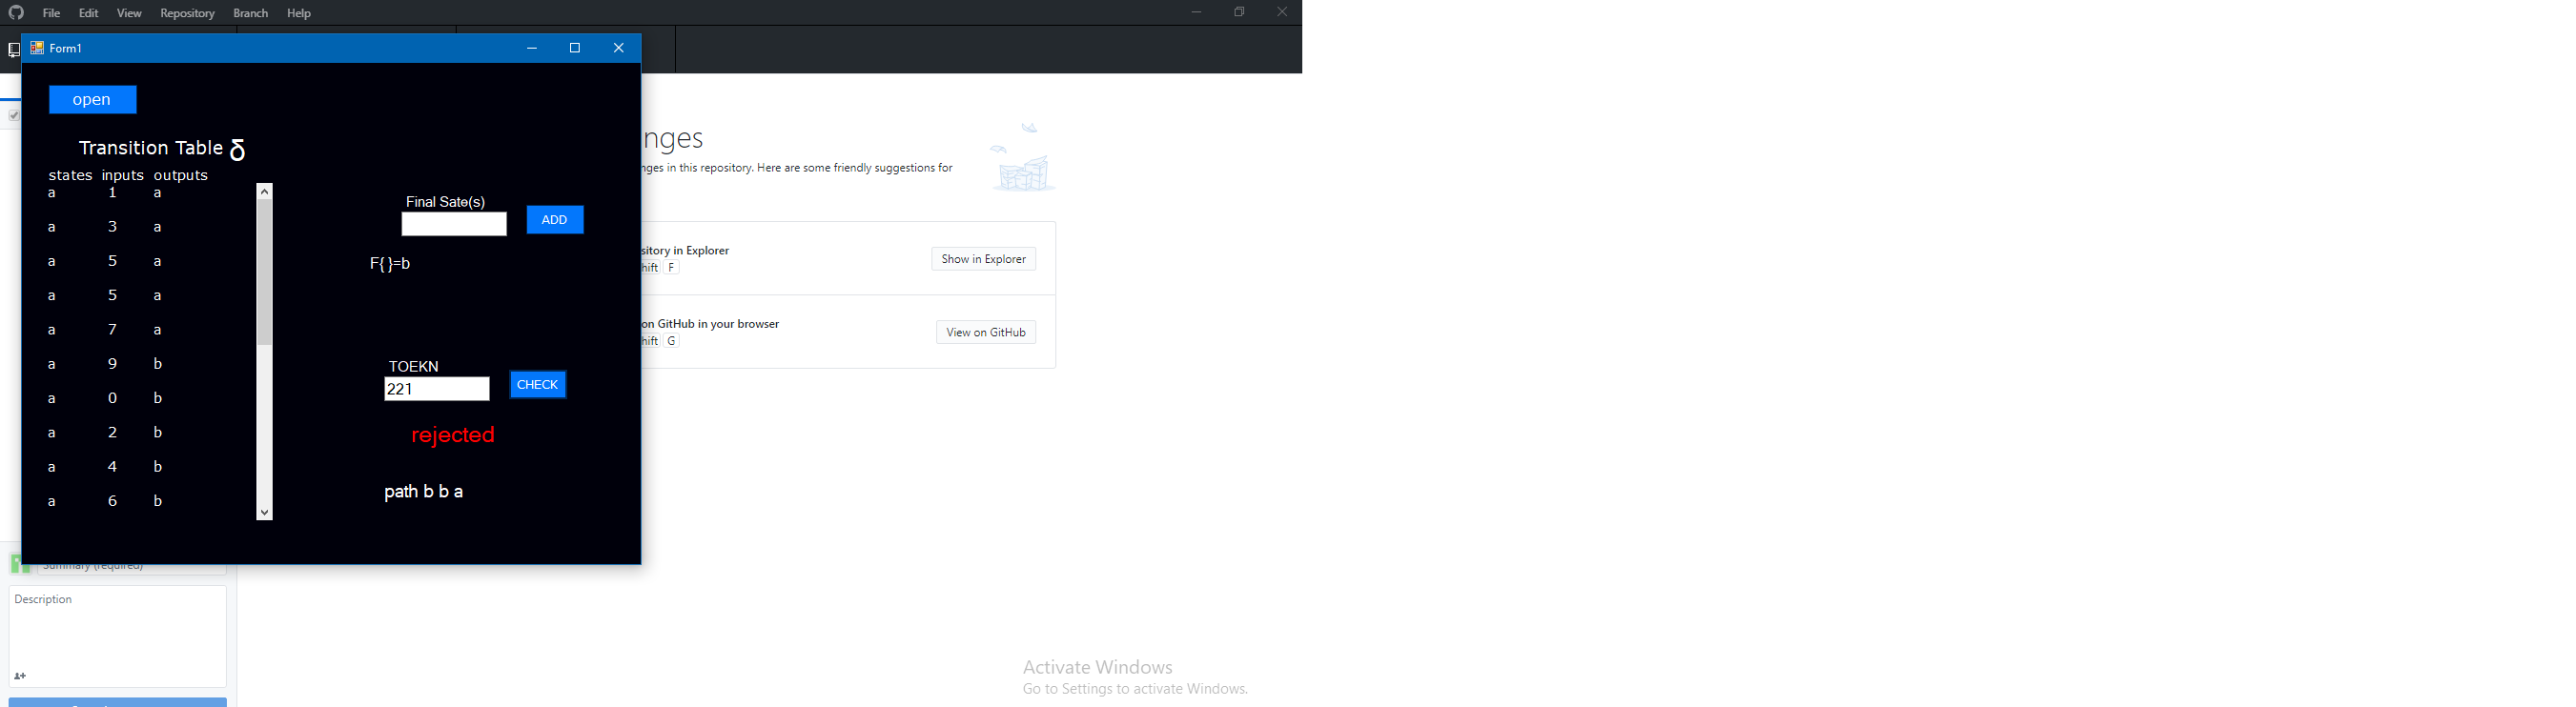 File Edit View Repository Branch Help
Form1
open
Transition Table δ
states inputs outputs
a 1 a
a 3 a
a 5 a
a 5 a
a 7 a
a 9 b
a 0 b
a 2 b
a 4 b
a 6 b
Final Sate(s)
ADD
F{ }=b
TOEKN
221
CHECK
rejected
path b b a
nges
nges in this repository. Here are some friendly suggestions for
sitory in Explorer
hift F
Show in Explorer
on GitHub in your browser
hift G
View on GitHub
Summary (required)
Description
Activate Windows
Go to Settings to activate Windows.